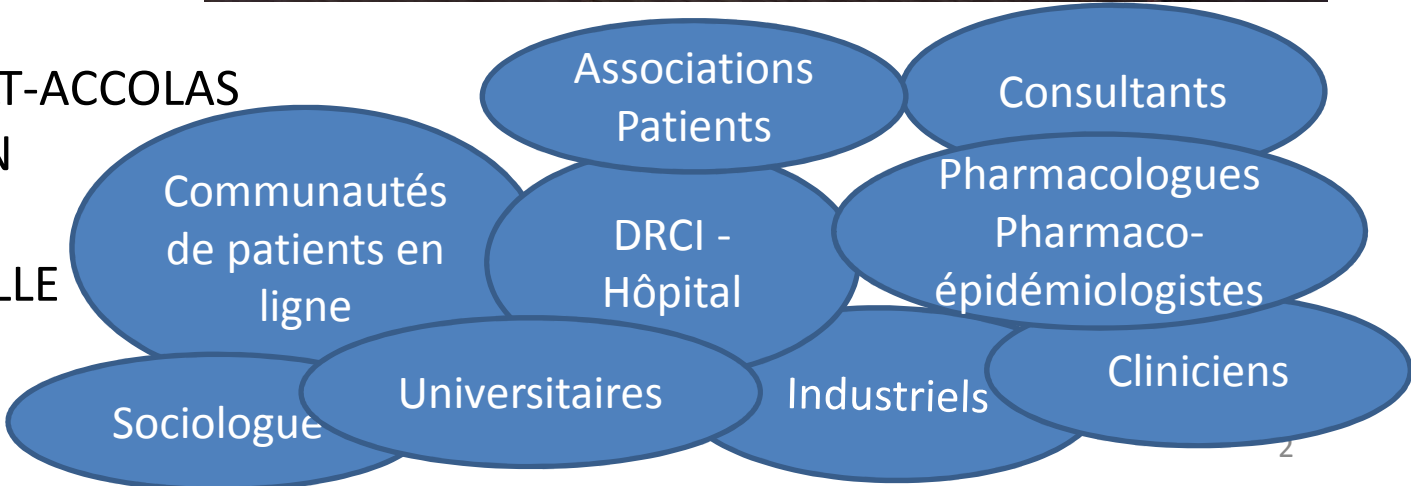 T-ACCOLAS
N
LLE
Associations
Patients
Consultants
Communautés
de patients en
ligne
DRCI -
Hôpital
Pharmacologues
Pharmaco-
épidémiologistes
Sociologue
Universitaires
Industriels
Cliniciens
2